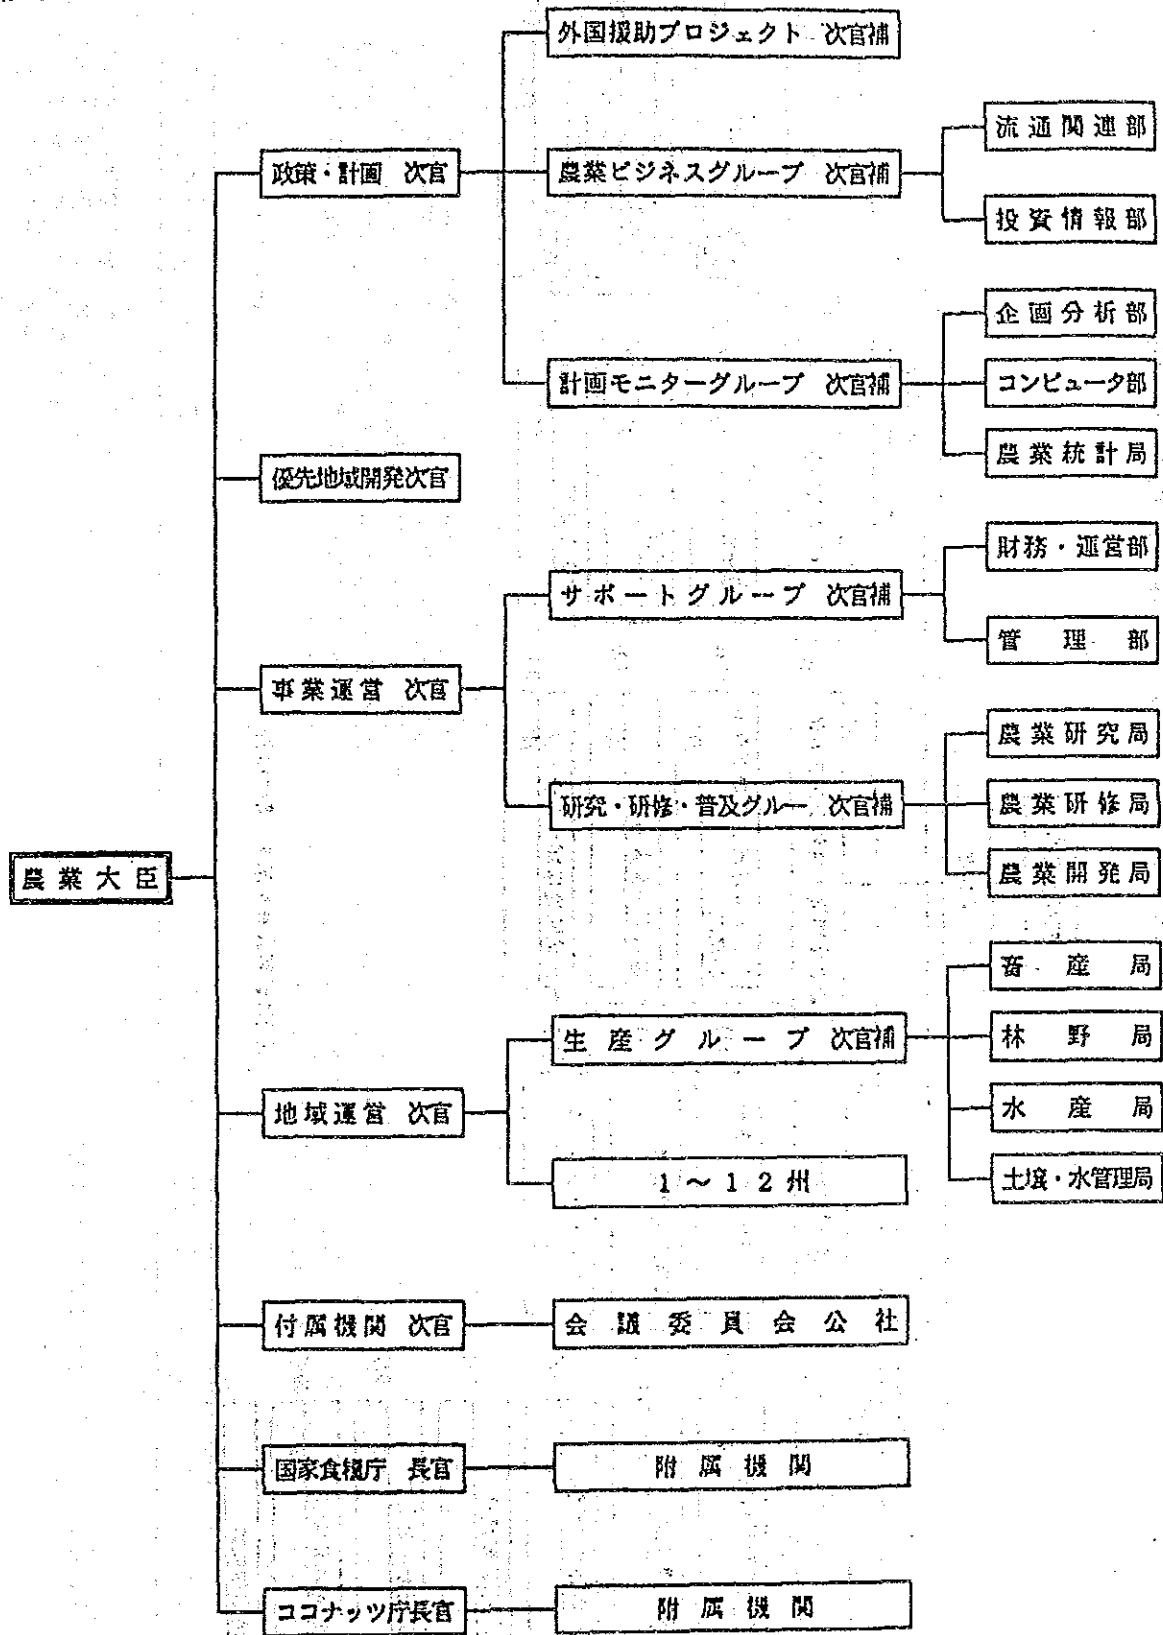 外国援助プロジェクト 次官補
流通関連部
政策・計画 次官
農業ビジネスグループ 次官補
投資情報部
企画分析部
計画モニターグループ 次官補
コンピュータ部
農業統計局
優先地域開発次官
財務・運営部
サポートグループ 次官補
管理部
事業運営 次官
農業研究局
研究・研修・普及グルー 次官補
農業研修局
農業開発局
農業大臣
畜産局
生産グループ 次官補
林野局
地域運営 次官
水産局
1~12州
土壌・水管理局
付属機関 次官
会議委員会公社
国家食糧庁 長官
附属機関
ココナッツ庁長官
附属機関